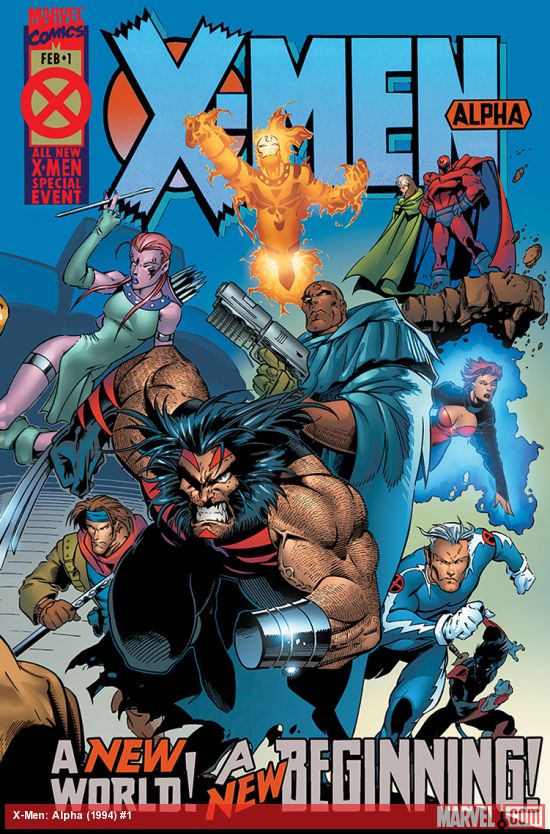 MARVEL
COMICS
FEB • 1
ALL NEW
X-MEN
SPECIAL
EVENT
X-MEN
ALPHA
A NEW
WORLD!
A NEW BEGINNING!
X-Men: Alpha (1994) #1
MARVEL.com